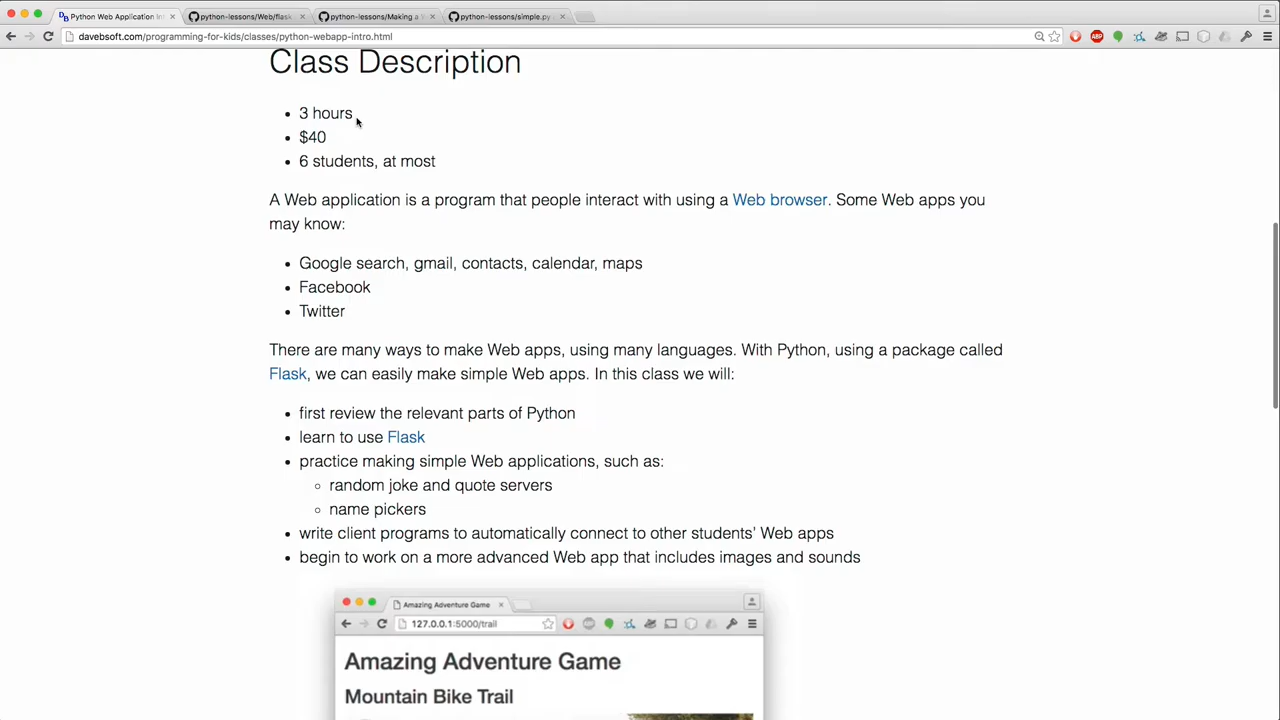 Python Web Application In
python-lessons/Web/flask
python-lessons/Making a
python-lessons/simple.py
davebsoft.com/programming-for-kids/classes/python-webapp-intro.html
ABP
Class Description
3 hours
$40
6 students, at most
A Web application is a program that people interact with using a Web browser. Some Web apps you
may know:
Google search, gmail, contacts, calendar, maps
Facebook
Twitter
There are many ways to make Web apps, using many languages. With Python, using a package called
Flask, we can easily make simple Web apps. In this class we will:
first review the relevant parts of Python
learn to use Flask
practice making simple Web applications, such as:
random joke and quote servers
name pickers
write client programs to automatically connect to other students' Web apps
begin to work on a more advanced Web app that includes images and sounds
Amazing Adventure Game
127.0.0.1:5000/trail
Amazing Adventure Game
Mountain Bike Trail